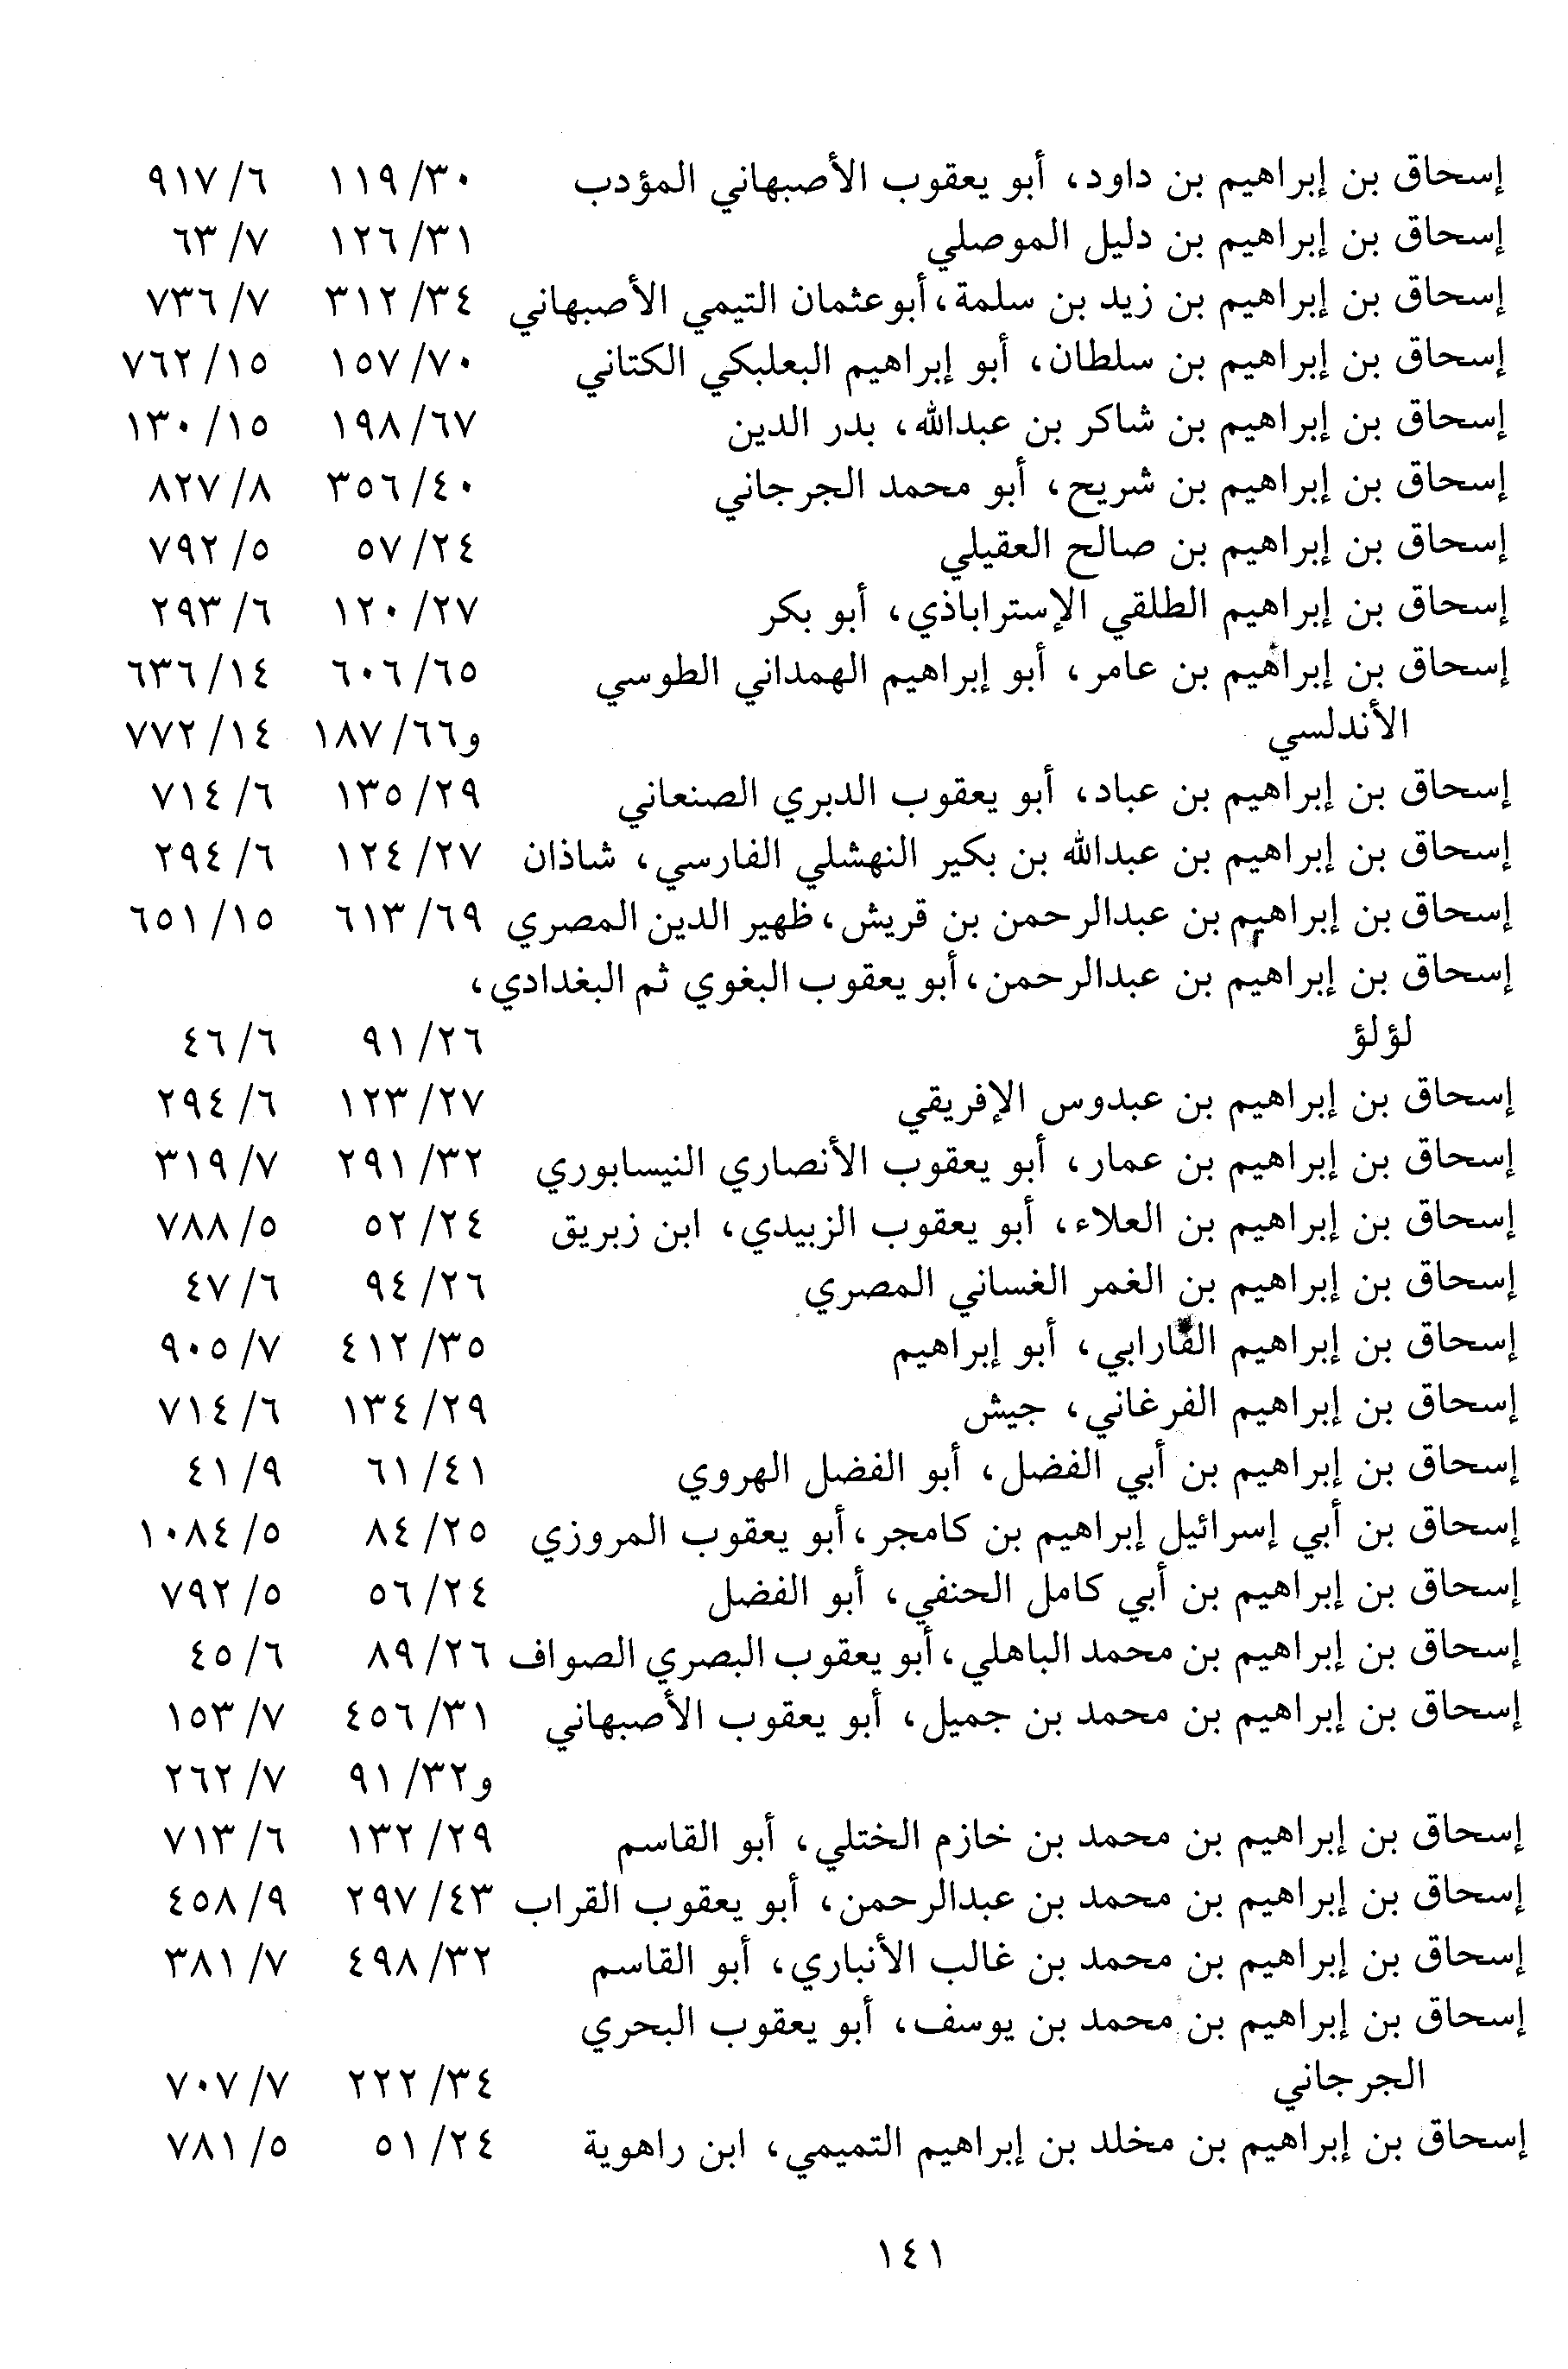 إسحاق بن إبراهيم بن داود، أبو يعقوب الأصبهاني المؤدب ٣٠/ ١١٩ ٦/ ٩١٧
إسحاق بن إبراهيم بن دليل الموصلي ٣١/ ١٢٦ ٧/ ٦٣
إسحاق بن إبراهيم بن زيد بن سلمة، أبو عثمان التيمي الأصبهاني ٣٤/ ٣١٢ ٧/ ٧٣٦
إسحاق بن إبراهيم بن سلطان، أبو إبراهيم البعلبكي الكتاني ٧٠/ ١٥٧ ١٥/ ٧٦٢
إسحاق بن إبراهيم بن شاكر بن عبدالله، بدر الدين ٦٧/ ١٩٨ ١٥/ ١٣٠
إسحاق بن إبراهيم بن شريح، أبو محمد الجرجاني ٤٠/ ٣٥٦ ٨/ ٨٢٧
إسحاق بن إبراهيم بن صالح العقيلي ٢٤/ ٥٧ ٥/ ٧٩٢
إسحاق بن إبراهيم الطلقي الإستراباذي، أبو بكر ٢٧/ ١٢٠ ٦/ ٢٩٣
إسحاق بن إبراهيم بن عامر، أبو إبراهيم الهمداني الطوسي ٦٥/ ٦٠٦ ١٤/ ٦٣٦
الأندلسي و٦٦/ ١٨٧ ١٤/ ٧٧٢
إسحاق بن إبراهيم بن عباد، أبو يعقوب الدبري الصنعاني ٢٩/ ١٣٥ ٦/ ٧١٤
إسحاق بن إبراهيم بن عبدالله بن بكير النهشلي الفارسي، شاذان ٢٧/ ١٢٤ ٦/ ٢٩٤
إسحاق بن إبراهيم بن عبدالرحمن بن قريش، ظهير الدين المصري ٦٩/ ٦١٣ ١٥/ ٦٥١
إسحاق بن إبراهيم بن عبدالرحمن، أبو يعقوب البغوي ثم البغدادي،
لؤلؤ ٢٦/ ٩١ ٦/ ٤٦
إسحاق بن إبراهيم بن عبدوس الإفريقي ٢٧/ ١٢٣ ٦/ ٢٩٤
إسحاق بن إبراهيم بن عمار، أبو يعقوب الأنصاري النيسابوري ٣٢/ ٢٩١ ٧/ ٣١٩
إسحاق بن إبراهيم بن العلاء، أبو يعقوب الزبيدي، ابن زبريق ٢٤/ ٥٢ ٥/ ٧٨٨
إسحاق بن إبراهيم بن الغمر الغساني المصري ٢٦/ ٩٤ ٦/ ٤٧
إسحاق بن إبراهيم الفارابي، أبو إبراهيم ٣٥/ ٤١٢ ٧/ ٩٠٥
إسحاق بن إبراهيم الفرغاني، جيش ٢٩/ ١٣٤ ٦/ ٧١٤
إسحاق بن إبراهيم بن أبي الفضل، أبو الفضل الهروي ٤١/ ٦١ ٩/ ٤١
إسحاق بن أبي إسرائيل إبراهيم بن كامجر، أبو يعقوب المروزي ٢٥/ ٨٤ ٥/ ١٠٨٤
إسحاق بن إبراهيم بن أبي كامل الحنفي، أبو الفضل ٢٤/ ٥٦ ٥/ ٧٩٢
إسحاق بن إبراهيم بن محمد الباهلي، أبو يعقوب البصري الصواف ٢٦/ ٨٩ ٦/ ٤٥
إسحاق بن إبراهيم بن محمد بن جميل، أبو يعقوب الأصبهاني ٣١/ ٤٥٦ ٧/ ١٥٣
و٣٢/ ٩١ ٧/ ٢٦٢
إسحاق بن إبراهيم بن محمد بن خازم الختلي، أبو القاسم ٢٩/ ١٣٢ ٦/ ٧١٣
إسحاق بن إبراهيم بن محمد بن عبدالرحمن، أبو يعقوب القراب ٤٣/ ٢٩٧ ٩/ ٤٥٨
إسحاق بن إبراهيم بن محمد بن غالب الأنباري، أبو القاسم ٣٢/ ٤٩٨ ٧/ ٣٨١
إسحاق بن إبراهيم بن محمد بن يوسف، أبو يعقوب البحري
الجرجاني ٣٤/ ٢٢٢ ٧/ ٧٠٧
إسحاق بن إبراهيم بن مخلد بن إبراهيم التميمي، ابن راهوية ٢٤/ ٥١ ٥/ ٧٨١
١٤١